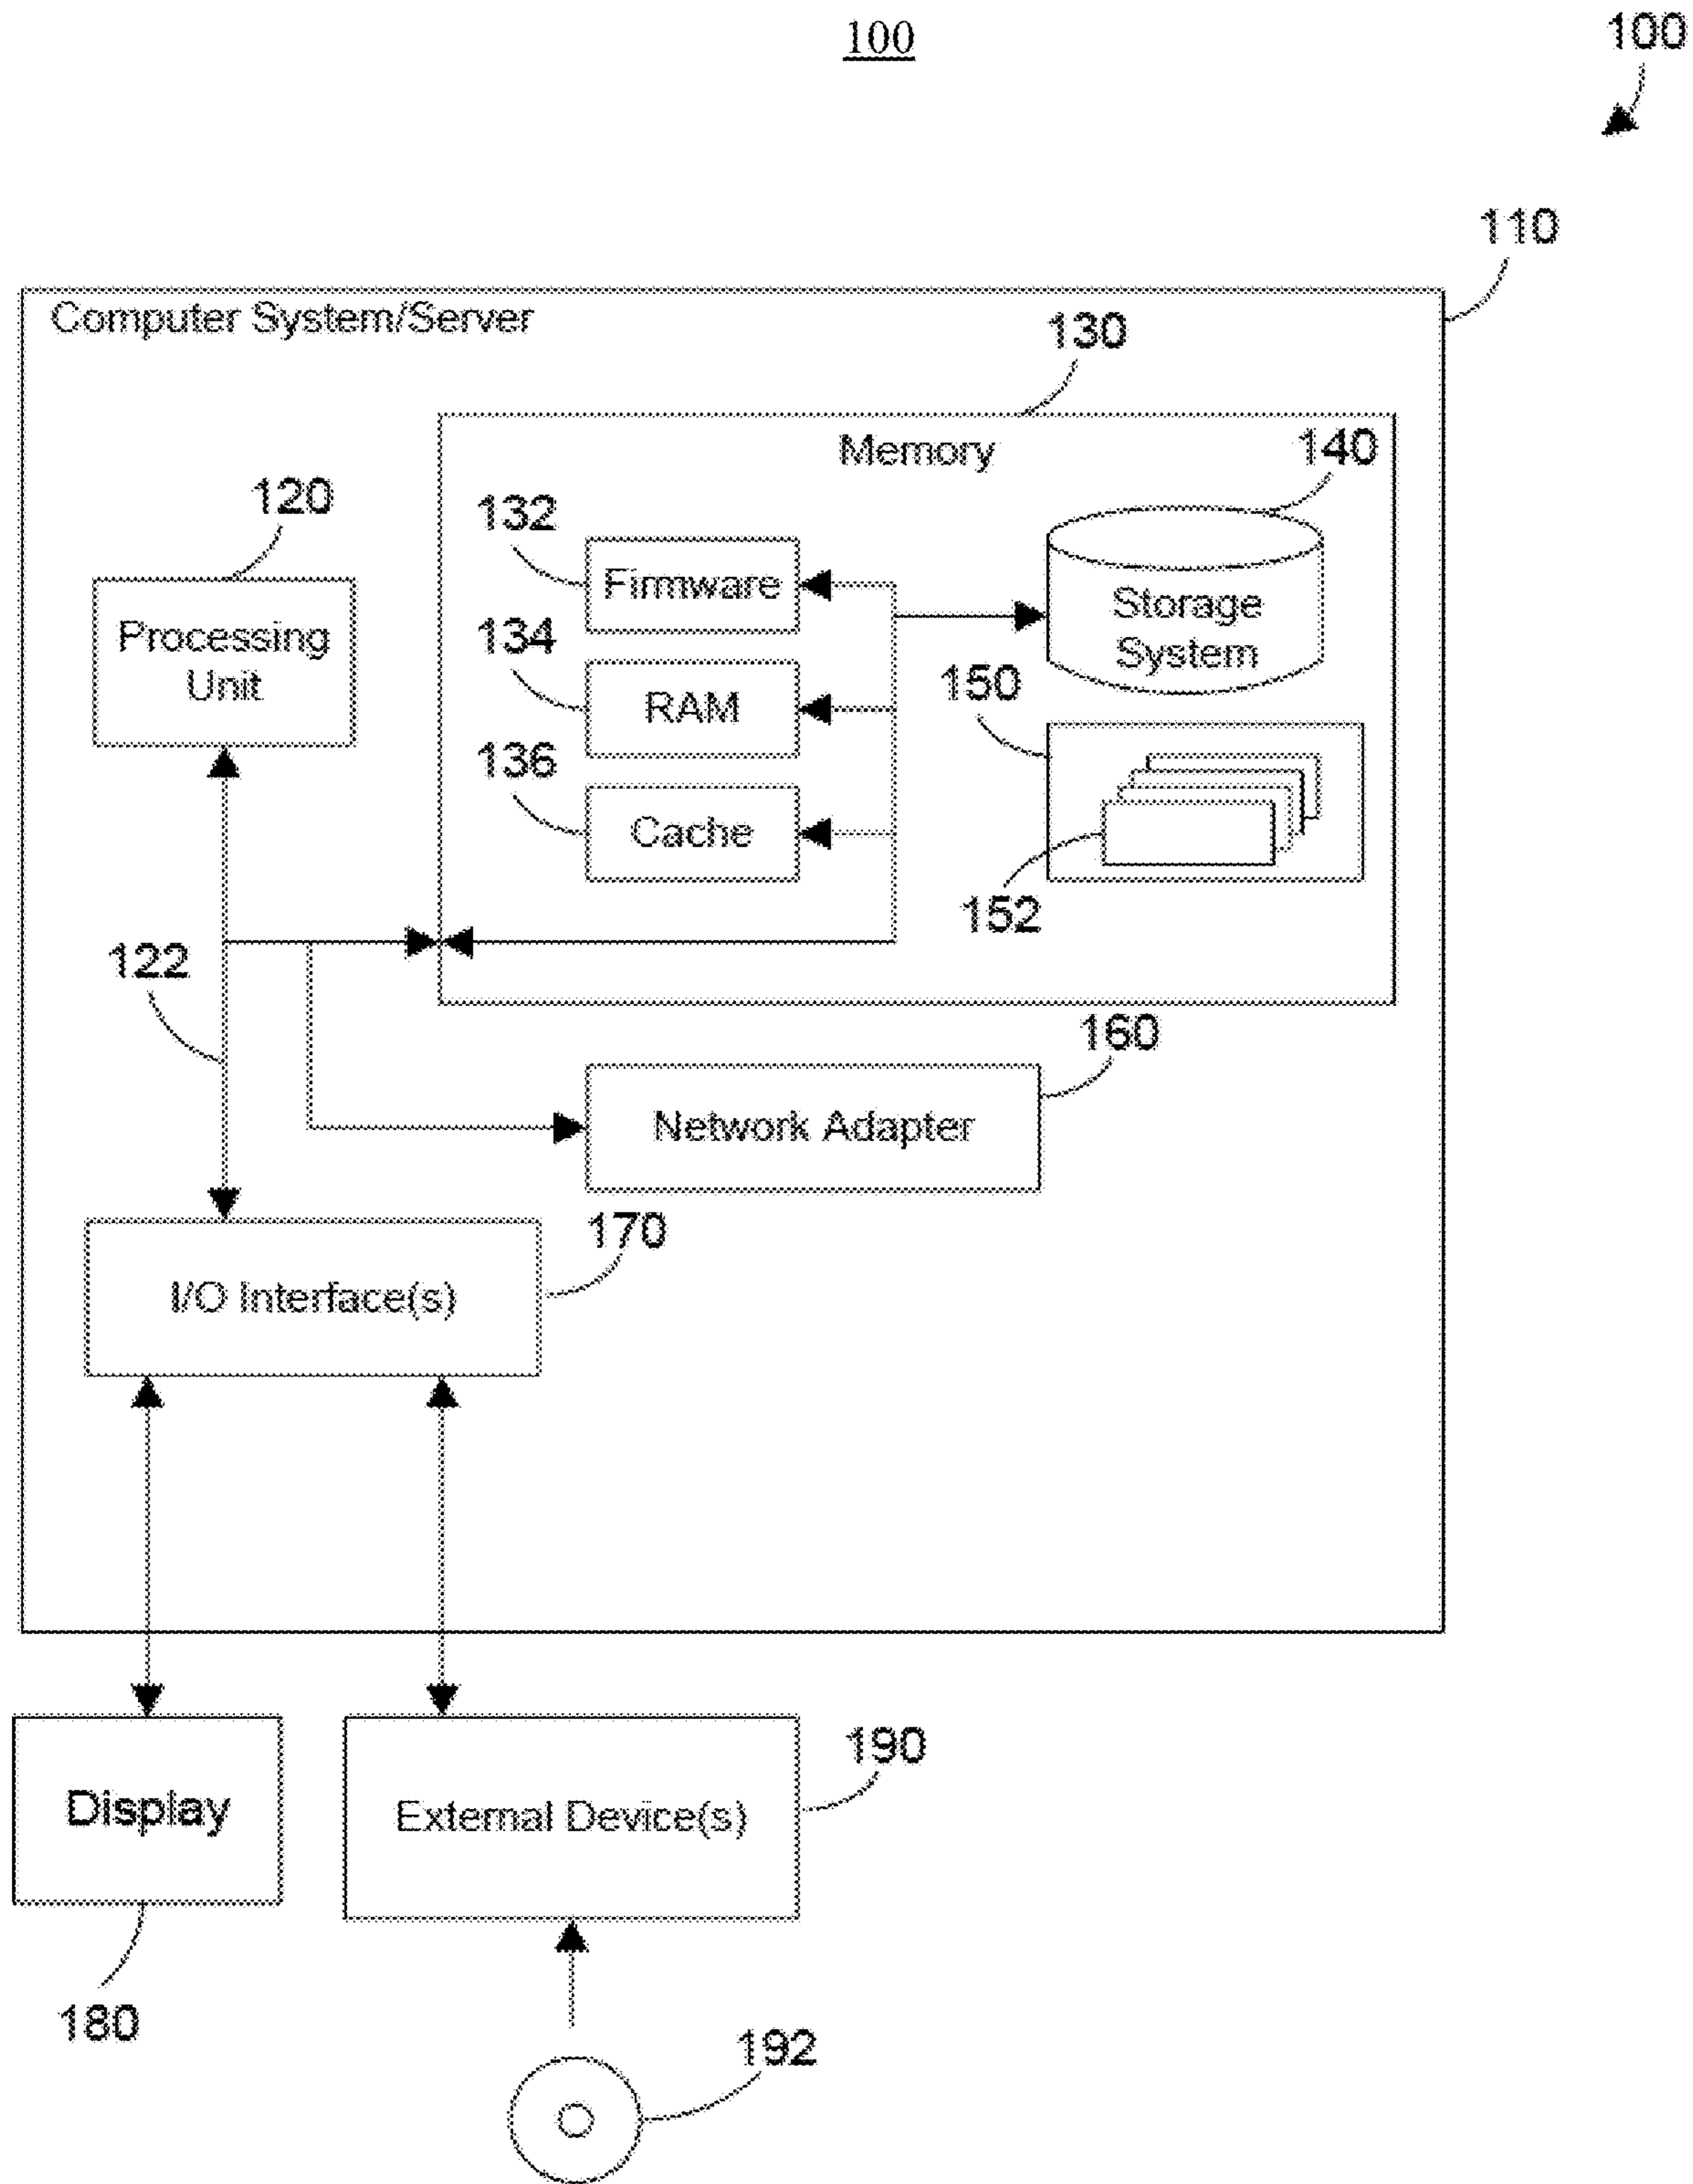 100
100
110
Computer System/Server
130
Memory
140
120
132
Firmware
Processing
Unit
Storage
System
134
RAM
150
136
Cache
152
122
160
Network Adapter
170
I/O Interface(s)
190
Display
External Device(s)
180
192